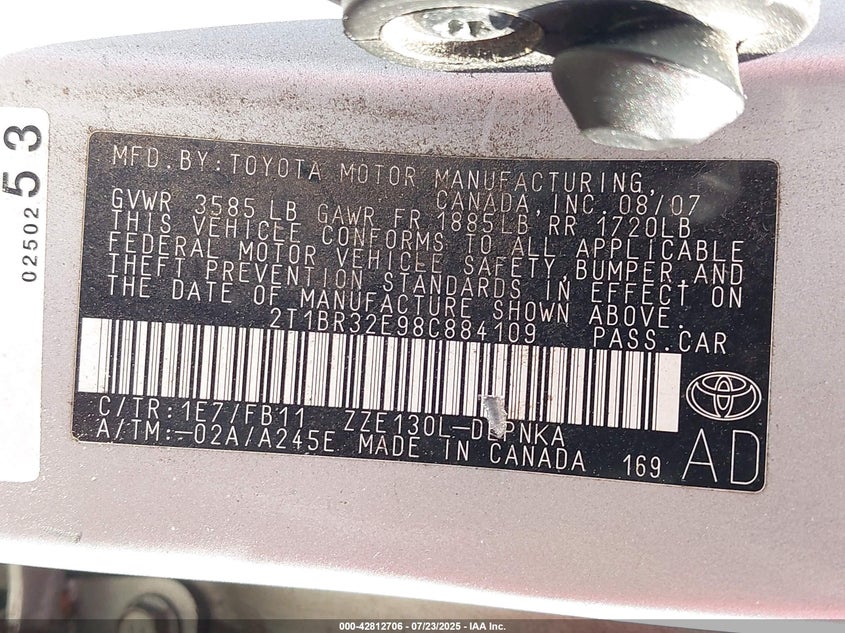 02502 53
MFD.BY:TOYOTA MOTOR MANUFACTURING,
CANADA,INC.08/07
GVWR 3585 LB GAWR FR 1885LB RR 1720LB
THIS VEHICLE CONFORMS TO ALL APPLICABLE
FEDERAL MOTOR VEHICLE SAFETY,BUMPER,AND
THEFT PREVENTION STANDARDS IN EFFECT ON
THE DATE OF MANUFACTURE SHOWN ABOVE.
2T1BR32E98C884109 PASS.CAR
C/TR:1E7/FB11 ZZE130L-DEPNKA
A/TM:-02A/A245E MADE IN CANADA 169 AD
000-42812706 - 07/23/2025 - IAA Inc.